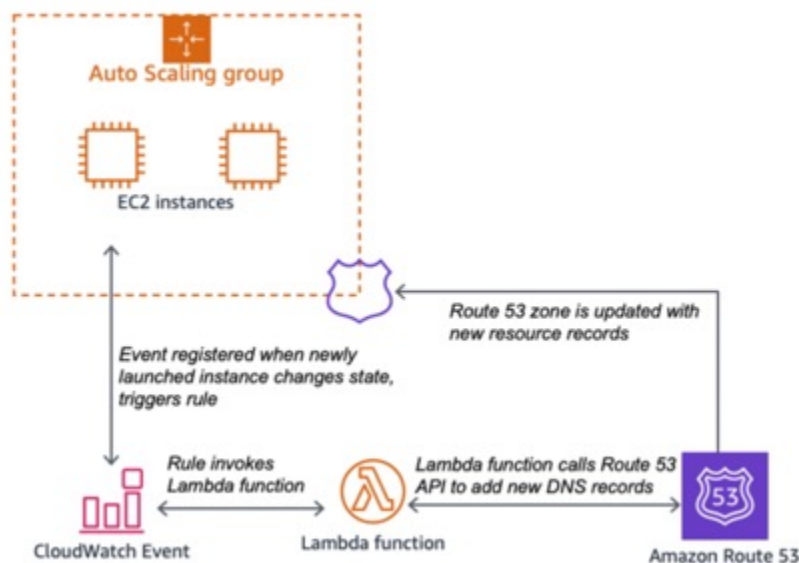 Auto Scaling group
EC2 instances
Route 53 zone is updated with
new resource records
Event registered when newly
launched instance changes state,
triggers rule
Rule invokes
Lambda function
Lambda function calls Route 53
API to add new DNS records
53
CloudWatch Event
Lambda function
Amazon Route 53